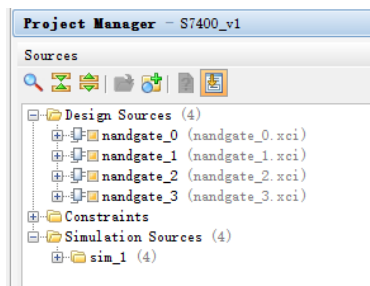 Project Manager - S7400_v1
Sources
Design Sources (4)
nandgate_0 (nandgate_0.xci)
nandgate_1 (nandgate_1.xci)
nandgate_2 (nandgate_2.xci)
nandgate_3 (nandgate_3.xci)
Constraints
Simulation Sources (4)
sim_1 (4)